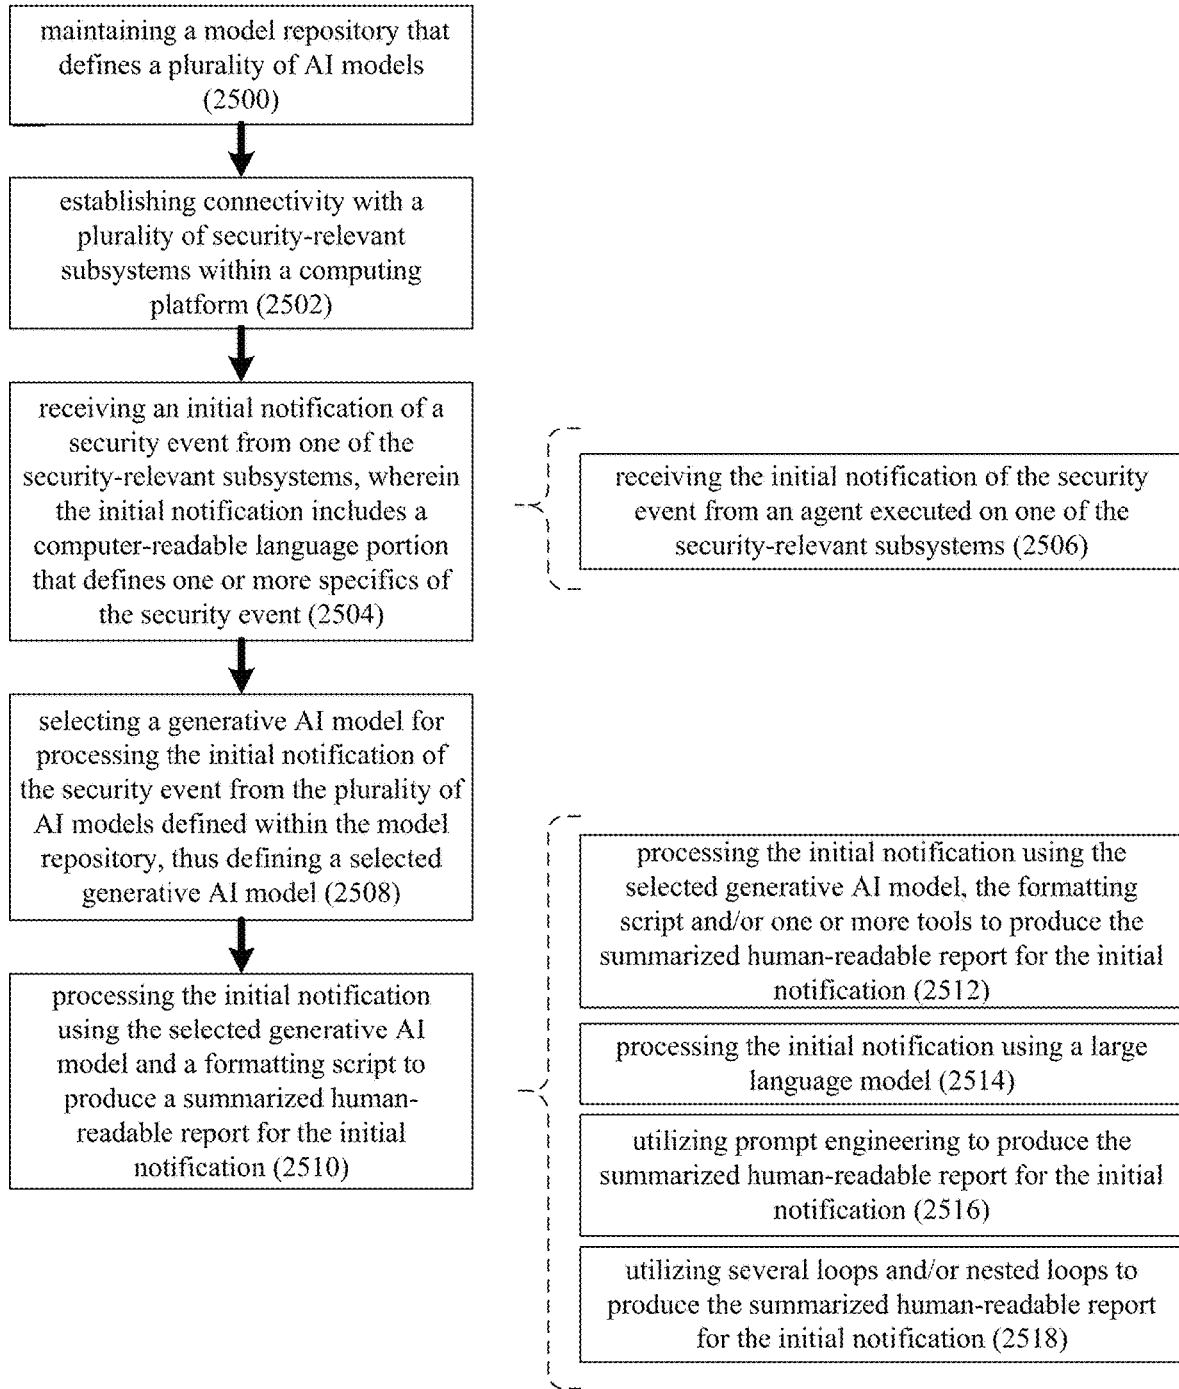 maintaining a model repository that
defines a plurality of AI models
(2500)
establishing connectivity with a
plurality of security-relevant
subsystems within a computing
platform (2502)
receiving an initial notification of a
security event from one of the
security-relevant subsystems, wherein
the initial notification includes a
computer-readable language portion
that defines one or more specifics of
the security event (2504)
receiving the initial notification of the security
event from an agent executed on one of the
security-relevant subsystems (2506)
selecting a generative AI model for
processing the initial notification of
the security event from the plurality of
AI models defined within the model
repository, thus defining a selected
generative AI model (2508)
processing the initial notification
using the selected generative AI
model and a formatting script to
produce a summarized human-
readable report for the initial
notification (2510)
processing the initial notification using the
selected generative AI model, the formatting
script and/or one or more tools to produce the
summarized human-readable report for the initial
notification (2512)
processing the initial notification using a large
language model (2514)
utilizing prompt engineering to produce the
summarized human-readable report for the initial
notification (2516)
utilizing several loops and/or nested loops to
produce the summarized human-readable report
for the initial notification (2518)